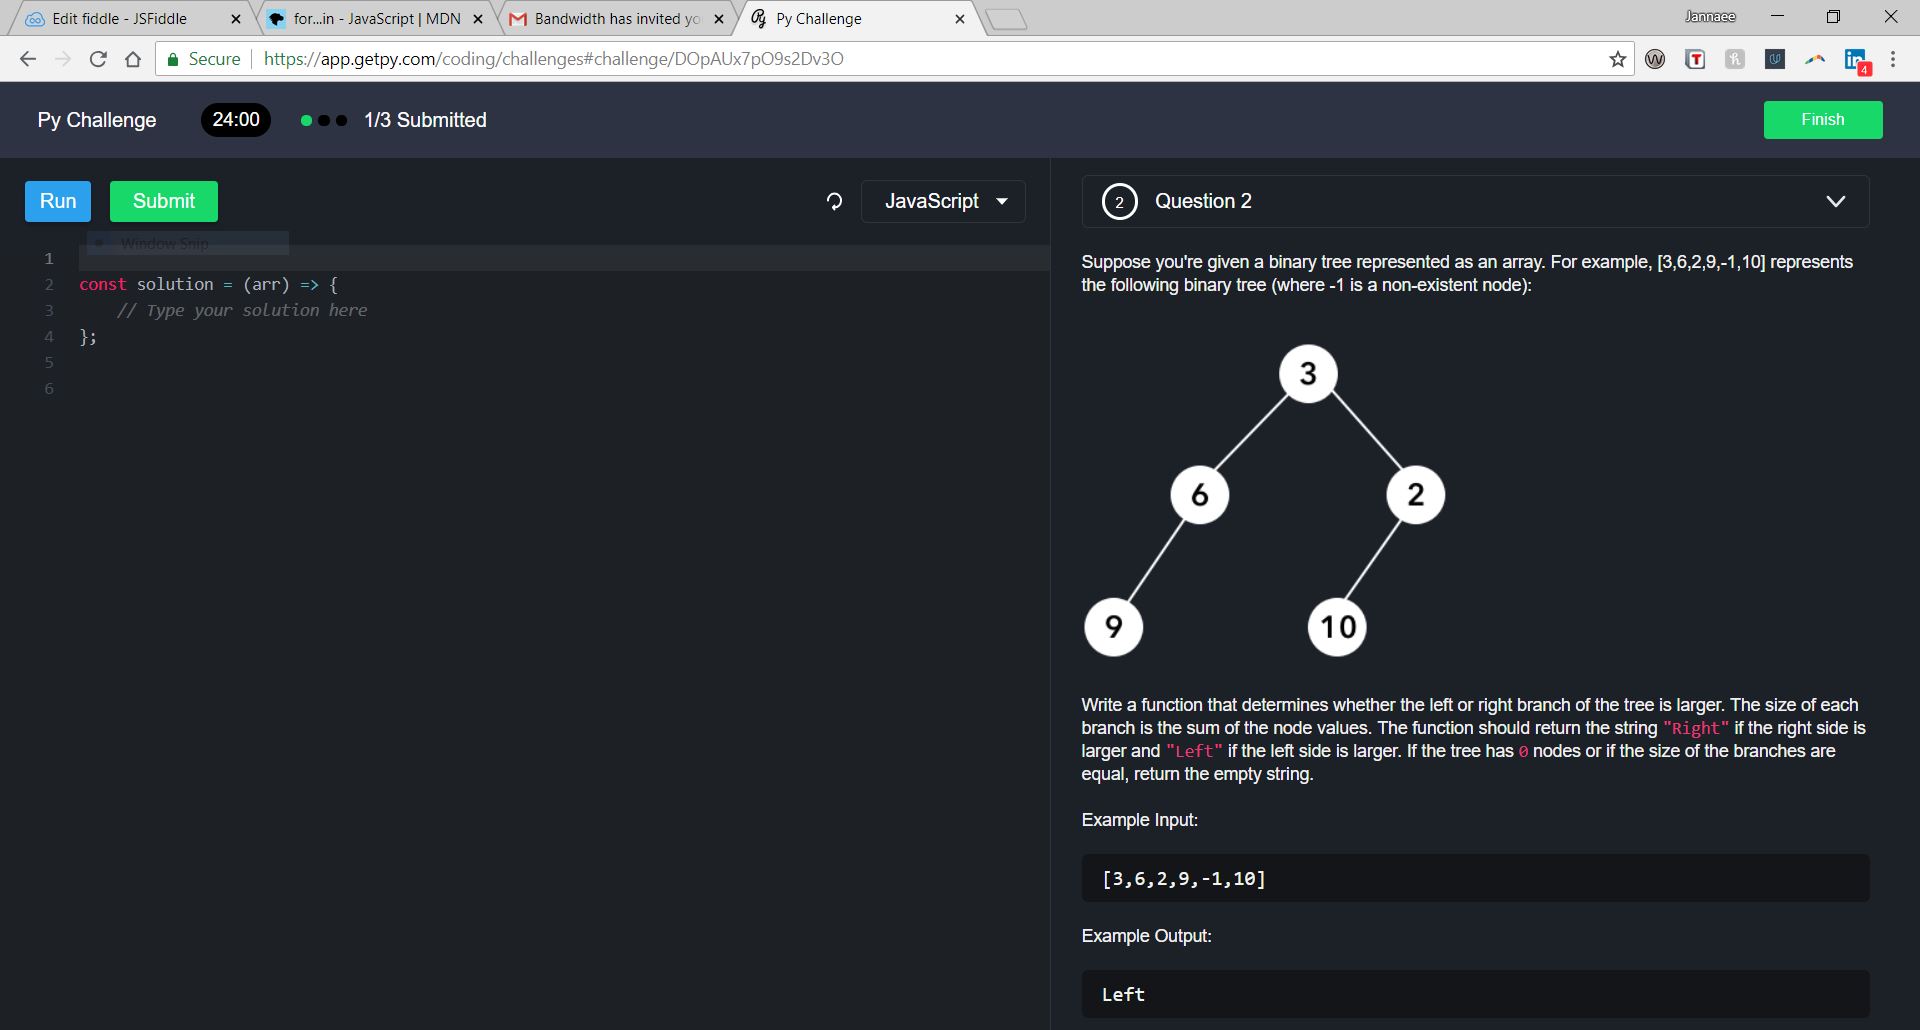 Edit fiddle - JSFiddle
for...in - JavaScript | MDN
Bandwidth has invited yo
Py Challenge
Jannaee
Secure
https://app.getpy.com/coding/challenges#challenge/DOpAUx7pO9s2Dv3O
4
Py Challenge
24:00
1/3 Submitted
Finish
Run
Submit
JavaScript
Window Snip
1
2 const solution = (arr) => {
3 // Type your solution here
4 };
5
6
2 Question 2
Suppose you're given a binary tree represented as an array. For example, [3,6,2,9,-1,10] represents
the following binary tree (where -1 is a non-existent node):
3
6
2
9
10
Write a function that determines whether the left or right branch of the tree is larger. The size of each
branch is the sum of the node values. The function should return the string "Right" if the right side is
larger and "Left" if the left side is larger. If the tree has 0 nodes or if the size of the branches are
equal, return the empty string.
Example Input:
[3,6,2,9,-1,10]
Example Output:
Left